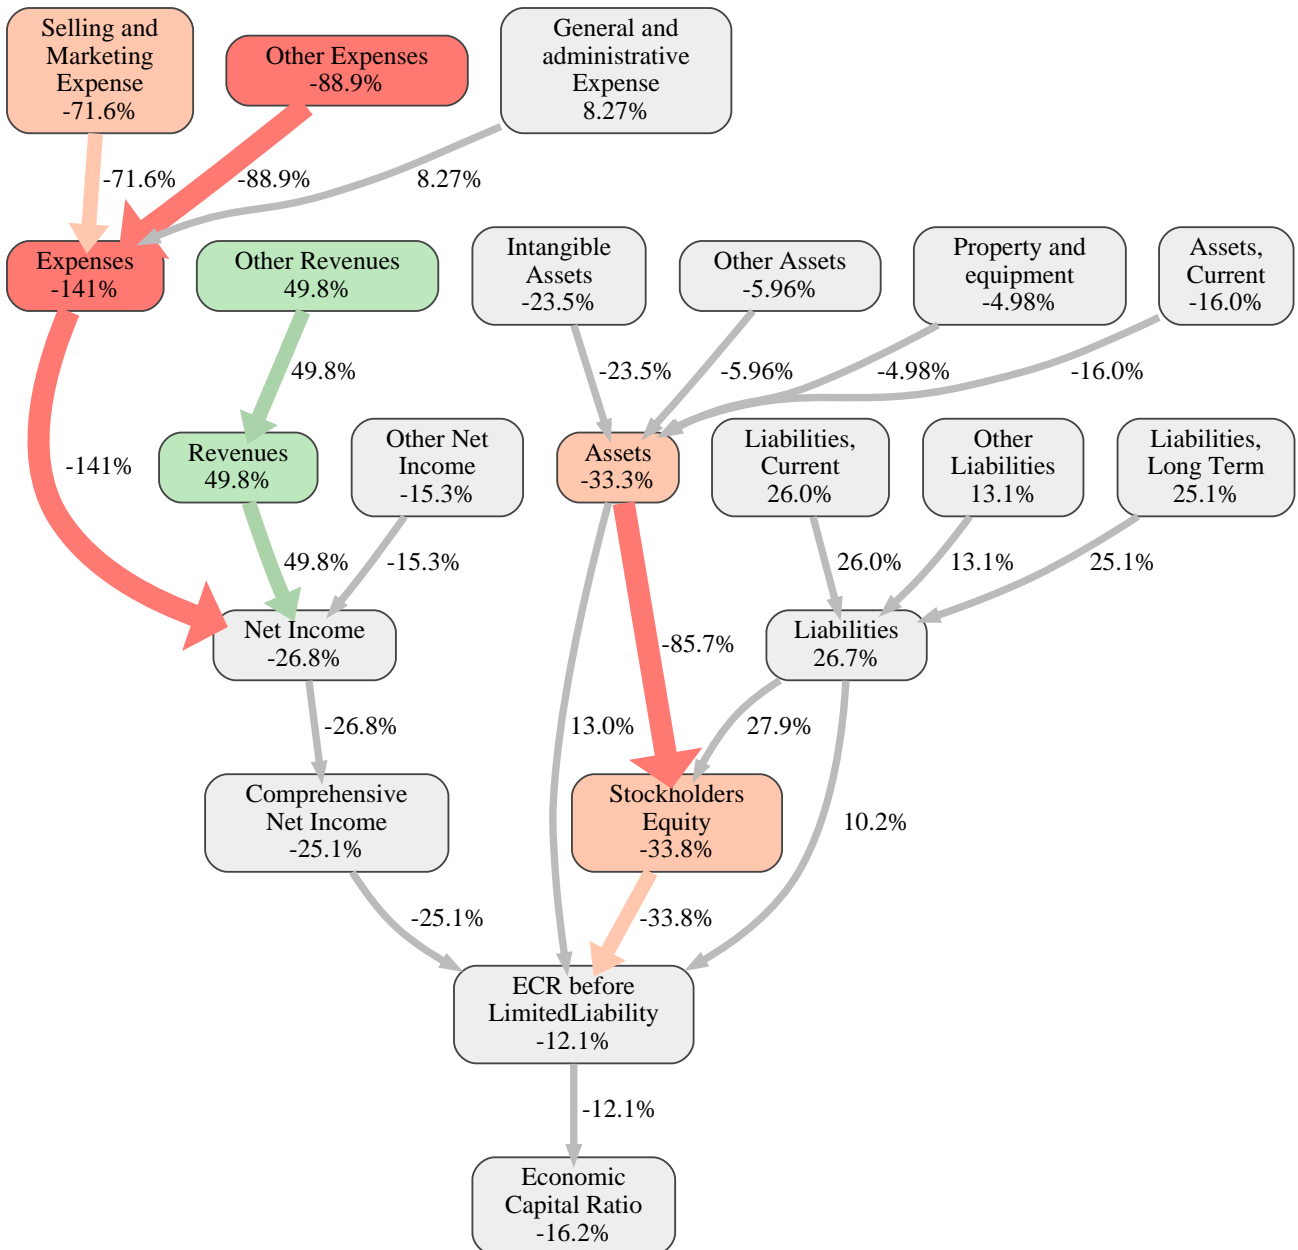 Selling and
Marketing
Expense
-71.6%
Other Expenses
-88.9%
General and
administrative
Expense
8.27%
-71.6%
-88.9%
8.27%
Expenses
-141%
Other Revenues
49.8%
Intangible
Assets
-23.5%
Other Assets
-5.96%
Property and
equipment
-4.98%
Assets,
Current
-16.0%
49.8%
-23.5%
-5.96%
-4.98%
-16.0%
-141%
Revenues
49.8%
Other Net
Income
-15.3%
Assets
-33.3%
Liabilities,
Current
26.0%
Other
Liabilities
13.1%
Liabilities,
Long Term
25.1%
49.8%
-15.3%
26.0%
13.1%
25.1%
Net Income
-26.8%
-85.7%
Liabilities
26.7%
-26.8%
13.0%
27.9%
Comprehensive
Net Income
-25.1%
Stockholders
Equity
-33.8%
10.2%
-25.1%
-33.8%
ECR before
LimitedLiability
-12.1%
-12.1%
Economic
Capital Ratio
-16.2%